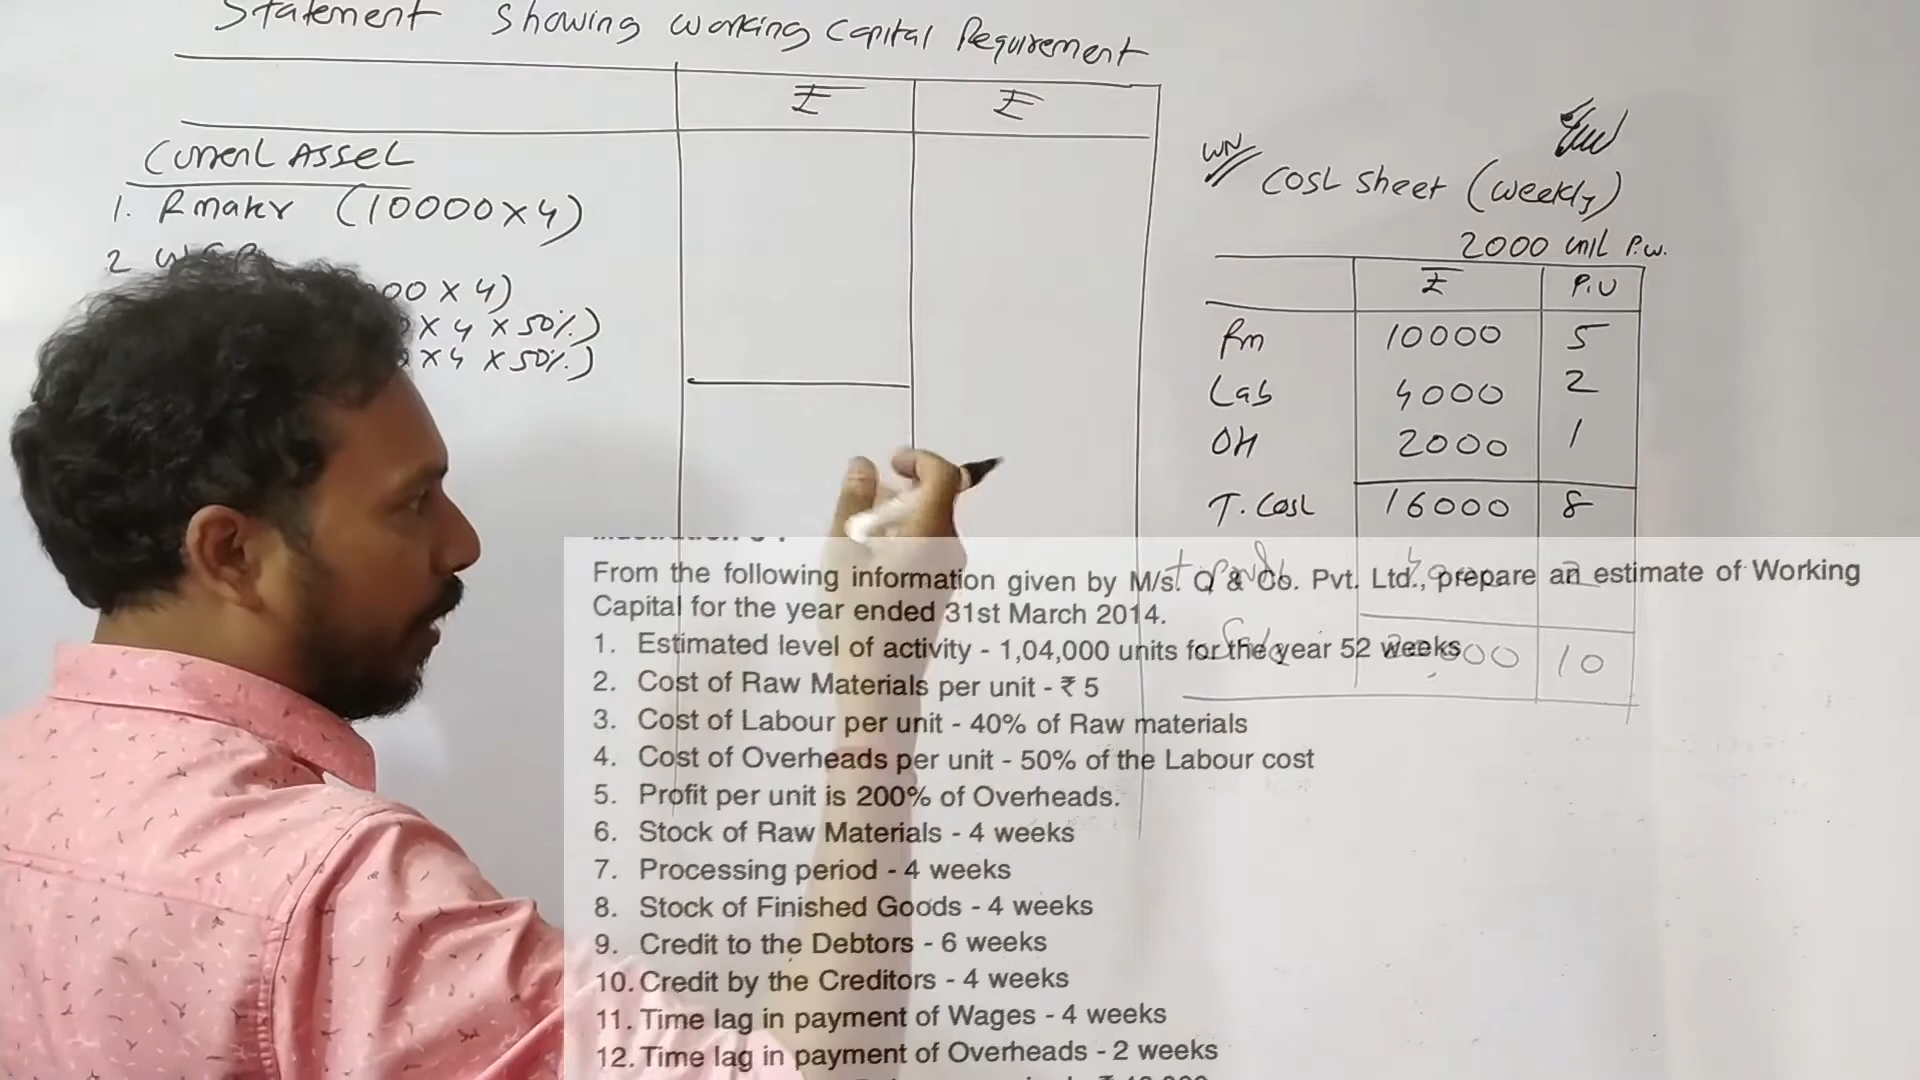 Statement Showing Working Capital Requirement
₹ ₹
Current Asset
1. Rmater (10000 x 4)
2 W
00 x 4)
x 4 x 50%)
x 4 x 50%)
WN
Cost Sheet (weekly)
2000 unit P.w.
₹ P.U
Rm 10000 5
Lab 4000 2
OH 2000 1
T. Cost 16000 8
10
From the following information given by M/s. Q & Co. Pvt. Ltd., prepare an estimate of Working
Capital for the year ended 31st March 2014.
1. Estimated level of activity - 1,04,000 units for the year 52 weeks
2. Cost of Raw Materials per unit - ₹ 5
3. Cost of Labour per unit - 40% of Raw materials
4. Cost of Overheads per unit - 50% of the Labour cost
5. Profit per unit is 200% of Overheads.
6. Stock of Raw Materials - 4 weeks
7. Processing period - 4 weeks
8. Stock of Finished Goods - 4 weeks
9. Credit to the Debtors - 6 weeks
10. Credit by the Creditors - 4 weeks
11. Time lag in payment of Wages - 4 weeks
12. Time lag in payment of Overheads - 2 weeks